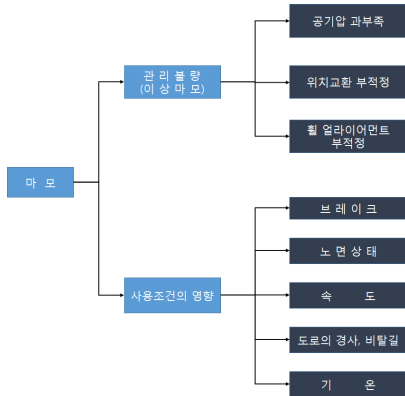 마 모
관 리 불 량
(이 상 마 모)
공기압 과부족
위치교환 부적정
휠 얼라이어먼트
부적정
사용조건의 영향
브 레 이 크
노 면 상 태
속 도
도로의 경사, 비탈길
기 온